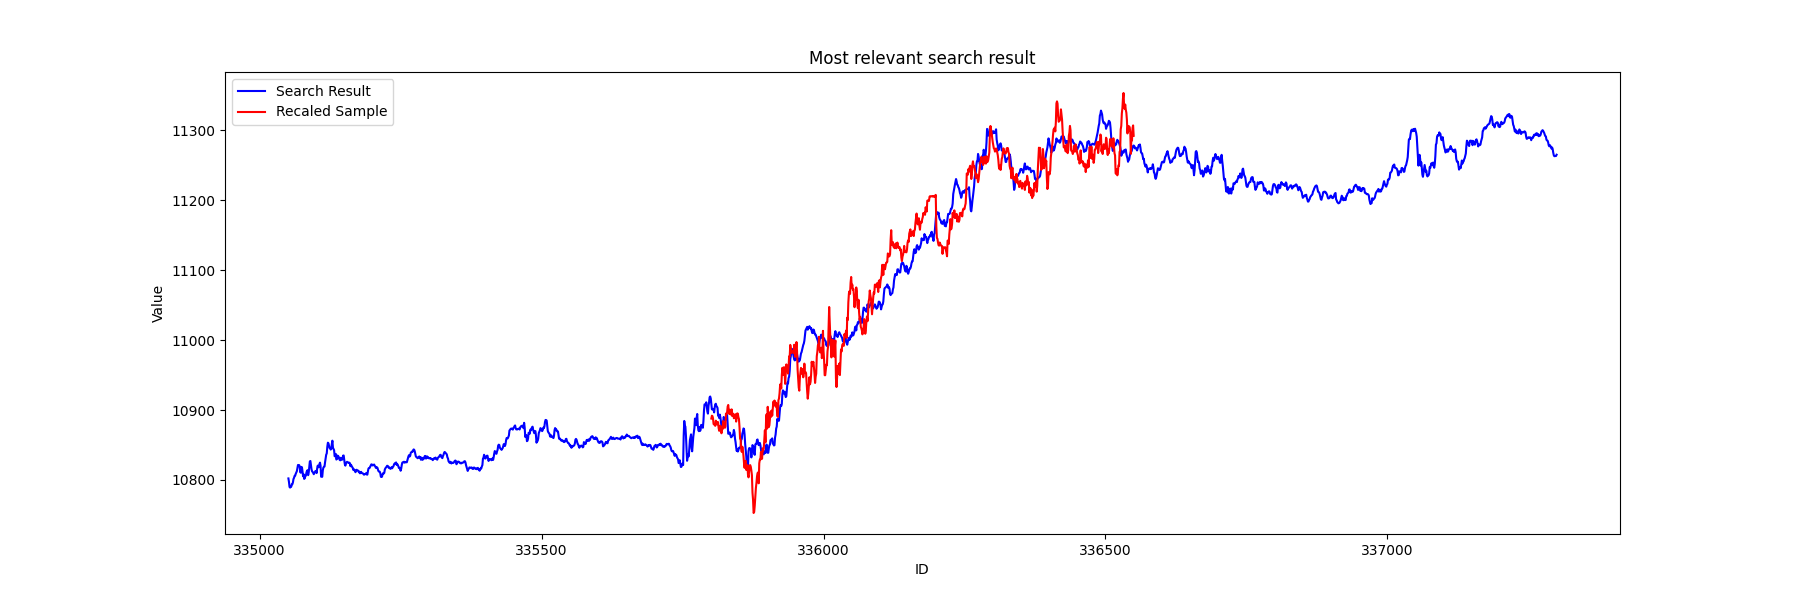 Most relevant search result
Search Result
Recaled Sample
11300
11200
11100
11000
10900
10800
Value
335000 335500 336000 336500 337000
ID